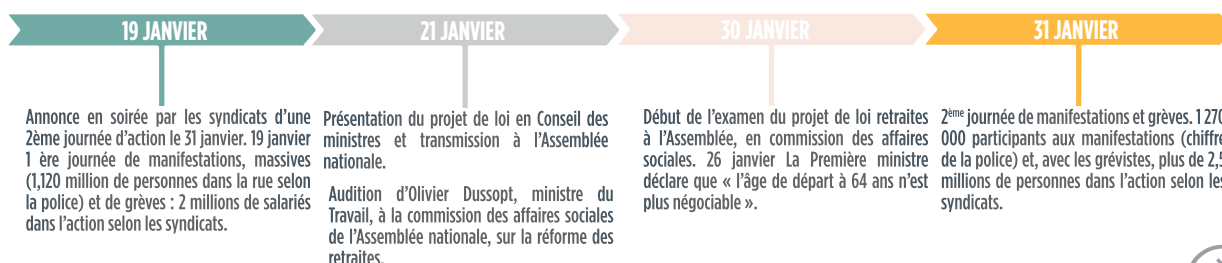 19 JANVIER
Annonce en soirée par les syndicats d'une
2ème journée d'action le 31 janvier. 19 janvier
1 ère journée de manifestations, massives
(1,120 million de personnes dans la rue selon
la police) et de grèves : 2 millions de salariés
dans l'action selon les syndicats.
21 JANVIER
Présentation du projet de loi en Conseil des
ministres et transmission à l'Assemblée
nationale.
Audition d'Olivier Dussopt, ministre du
Travail, à la commission des affaires sociales
de l'Assemblée nationale, sur la réforme des
retraites.
30 JANVIER
Début de l'examen du projet de loi retraites
à l'Assemblée, en commission des affaires
sociales. 26 janvier La Première ministre
déclare que « l'âge de départ à 64 ans n'est
plus négociable ».
31 JANVIER
2ème journée de manifestations et grèves. 1 270
000 participants aux manifestations (chiffre
de la police) et, avec les grévistes, plus de 2,5
millions de personnes dans l'action selon les
syndicats.